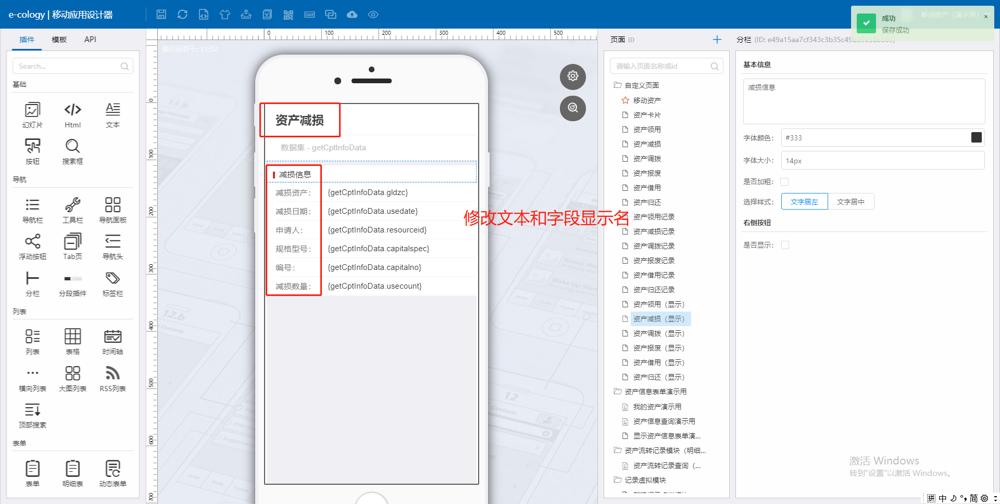 e-cology | 移动应用设计器
移动资产（演示用）
成功
保存成功
插件 模板 API
Search...
基础
幻灯片 Html 文本
按钮 搜索框
导航
导航栏 工具栏 导航面板
浮动按钮 Tab页 导航头
分栏 分段插件 标签栏
列表
列表 表格 时间轴
横向列表 大图列表 RSS列表
顶部搜索
表单
表单 明细表 动态表单
0 100 200 300 400 500
0
100
200
300
400
500
600
700
最后保存于: 21:32
资产减损
数据集 - getCptInfoData
减损信息
减损资产： {getCptInfoData.gldzc}
减损日期： {getCptInfoData.usedate}
申请人： {getCptInfoData.resourceid}
规格型号： {getCptInfoData.capitalspec}
编号： {getCptInfoData.capitalno}
减损数量： {getCptInfoData.usecount}
修改文本和字段显示名
页面 ID
请输入页面名称或id
自定义页面
移动资产
资产卡片
资产领用
资产减损
资产调拨
资产报废
资产借用
资产归还
资产领用记录
资产减损记录
资产调拨记录
资产报废记录
资产借用记录
资产归还记录
资产领用（显示）
资产减损（显示）
资产调拨（显示）
资产报废（显示）
资产借用（显示）
资产归还（显示）
资产信息表单演示用
我的资产演示用
资产信息查询演示用
显示资产信息表单演...
资产流转记录模块（明细...
资产流转记录查询（...
记录虚拟模块
分栏
基本信息
减损信息
字体颜色： #333
字体大小： 14px
是否加粗：
选择样式： 文字居左 文字居中
右侧按钮
是否显示：
激活 Windows
转到“设置”以激活 Windows。
拼 中 简